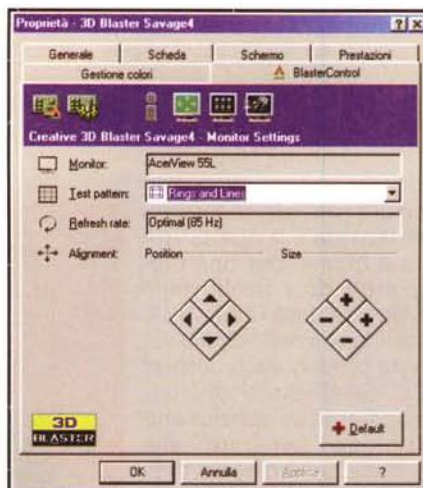 Proprietà - 3D Blaster Savage4
Generale Scheda Schermo Prestazioni
Gestione colori BlasterControl
Creative 3D Blaster Savage4 - Monitor Settings
Monitor: AcerView 55L
Test pattern: Rings and Lines
Refresh rate: Optimal (85 Hz)
Alignment: Position Size
3D
BLASTER
Default
OK Annulla Applica ?